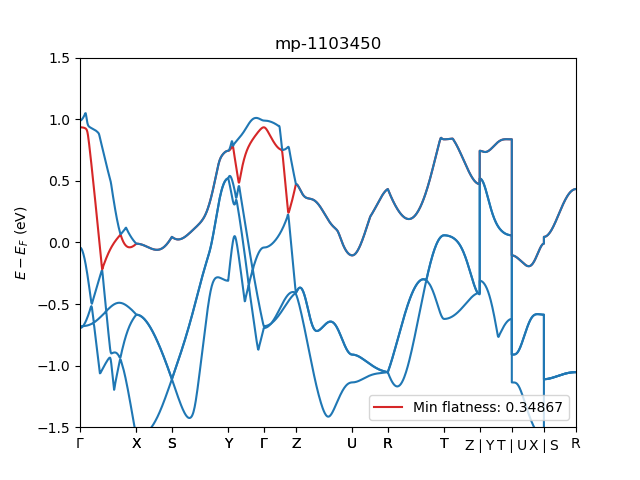 mp-1103450
1.5
1.0
0.5
0.0
−0.5
−1.0
−1.5
E − E_F (eV)
Min flatness: 0.34867
Γ X S Y Γ Z U R T Z | Y T | U X | S R